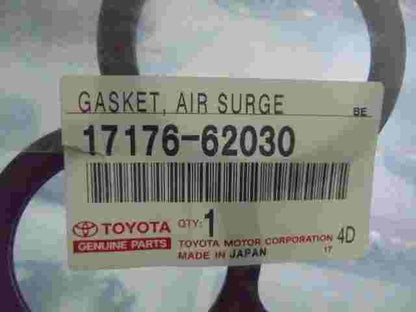 GASKET, AIR SURGE
BE
17176-62030
TOYOTA QTY: 1
GENUINE PARTS TOYOTA MOTOR CORPORATION 4D
MADE IN JAPAN 17